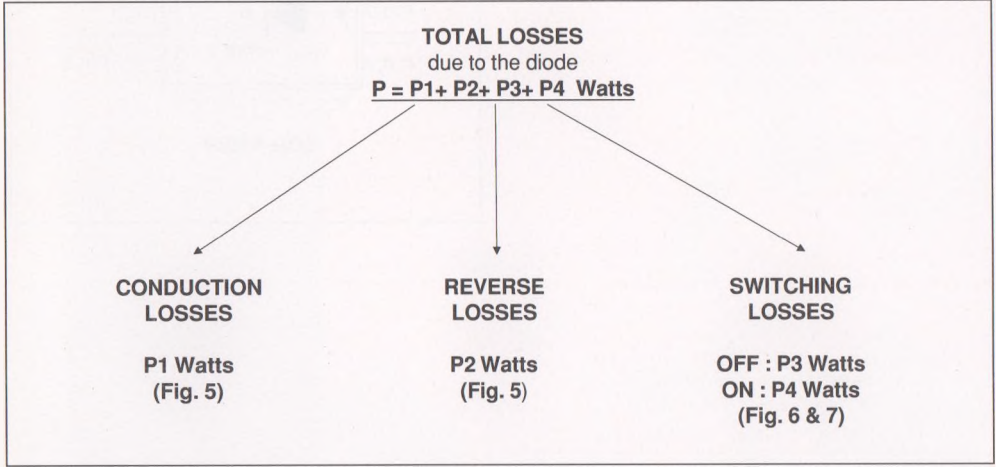 TOTAL LOSSES
due to the diode
P = P1+ P2+ P3+ P4 Watts
CONDUCTION
LOSSES
P1 Watts
(Fig. 5)
REVERSE
LOSSES
P2 Watts
(Fig. 5)
SWITCHING
LOSSES
OFF : P3 Watts
ON : P4 Watts
(Fig. 6 & 7)